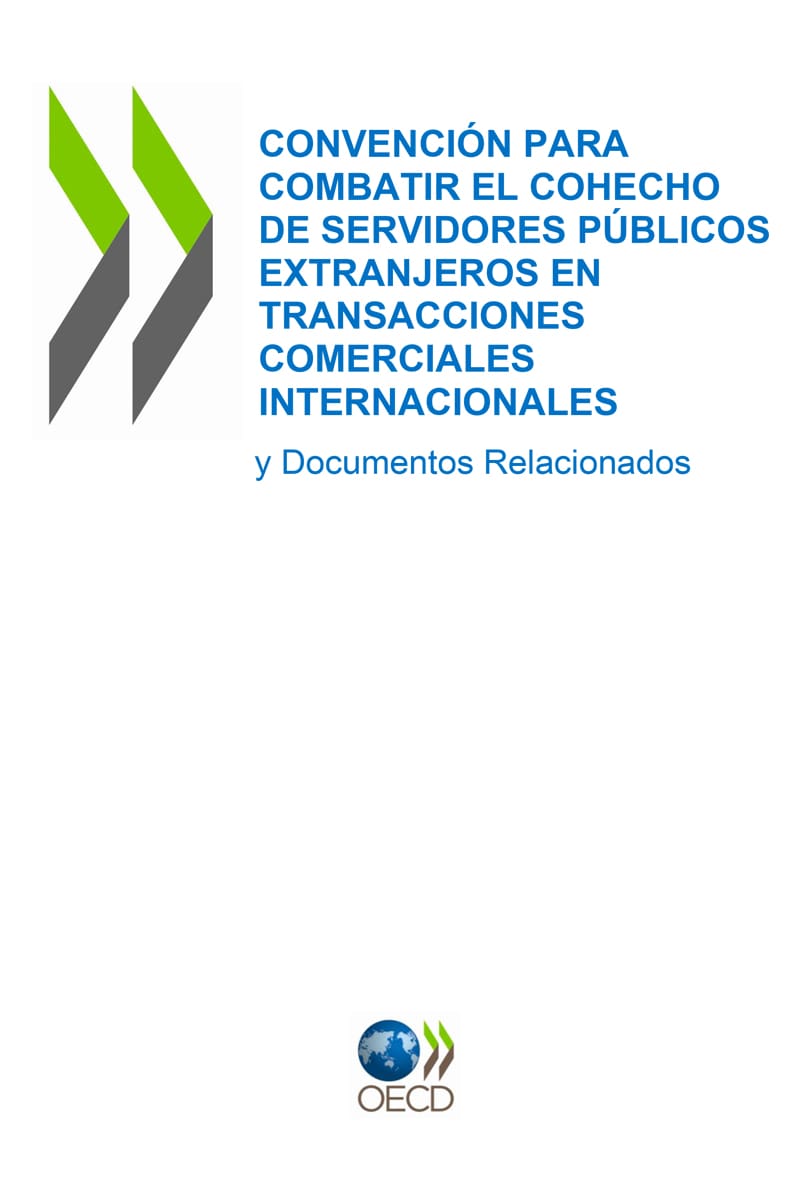 CONVENCIÓN PARA
COMBATIR EL COHECHO
DE SERVIDORES PÚBLICOS
EXTRANJEROS EN
TRANSACCIONES
COMERCIALES
INTERNACIONALES
y Documentos Relacionados
OECD